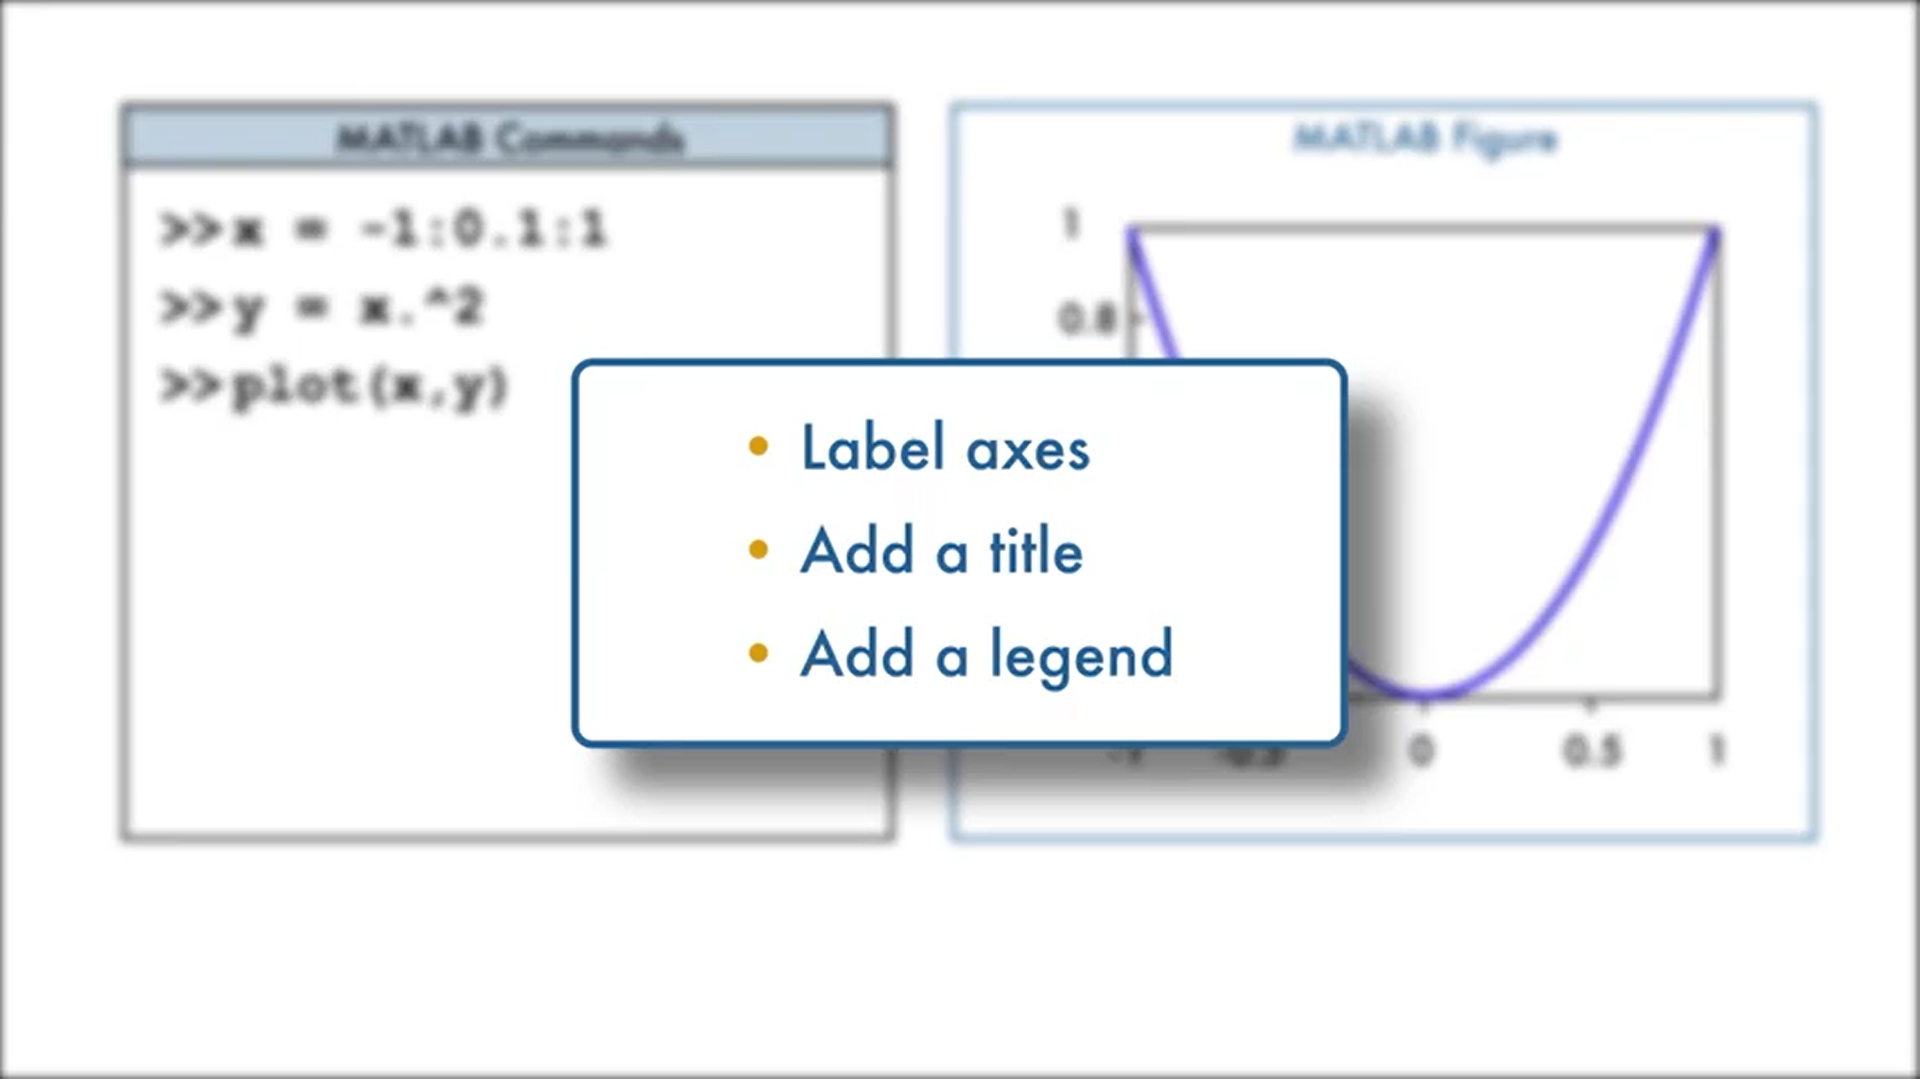 MATLAB Commands
>>x = -1:0.1:1
>>y = x.^2
>>plot(x,y)
MATLAB Figure
1
0.8
-1 -0.5 0 0.5 1
• Label axes
• Add a title
• Add a legend